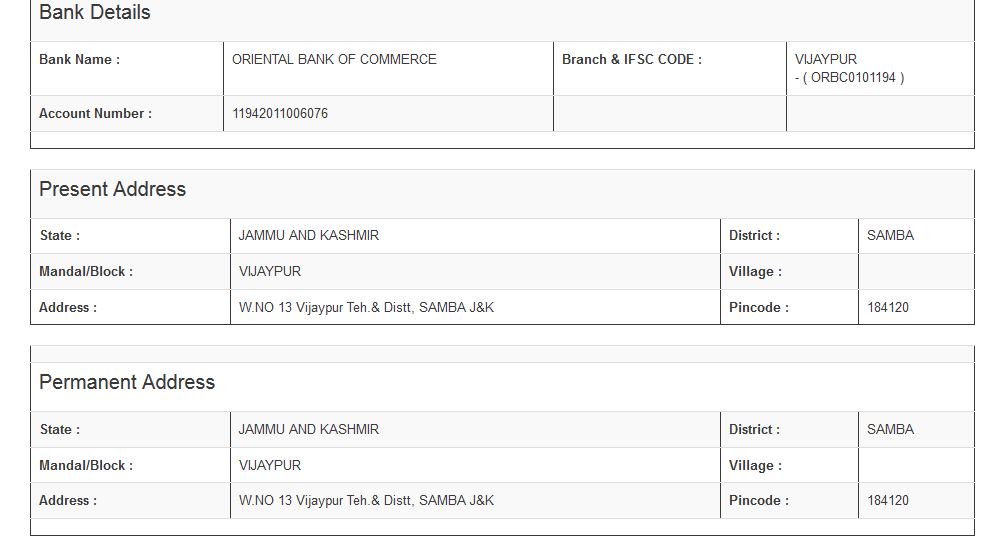 Bank Details
Bank Name : ORIENTAL BANK OF COMMERCE Branch & IFSC CODE : VIJAYPUR
- ( ORBC0101194 )
Account Number : 11942011006076
Present Address
State : JAMMU AND KASHMIR District : SAMBA
Mandal/Block : VIJAYPUR Village :
Address : W.NO 13 Vijaypur Teh.& Distt, SAMBA J&K Pincode : 184120
Permanent Address
State : JAMMU AND KASHMIR District : SAMBA
Mandal/Block : VIJAYPUR Village :
Address : W.NO 13 Vijaypur Teh.& Distt, SAMBA J&K Pincode : 184120